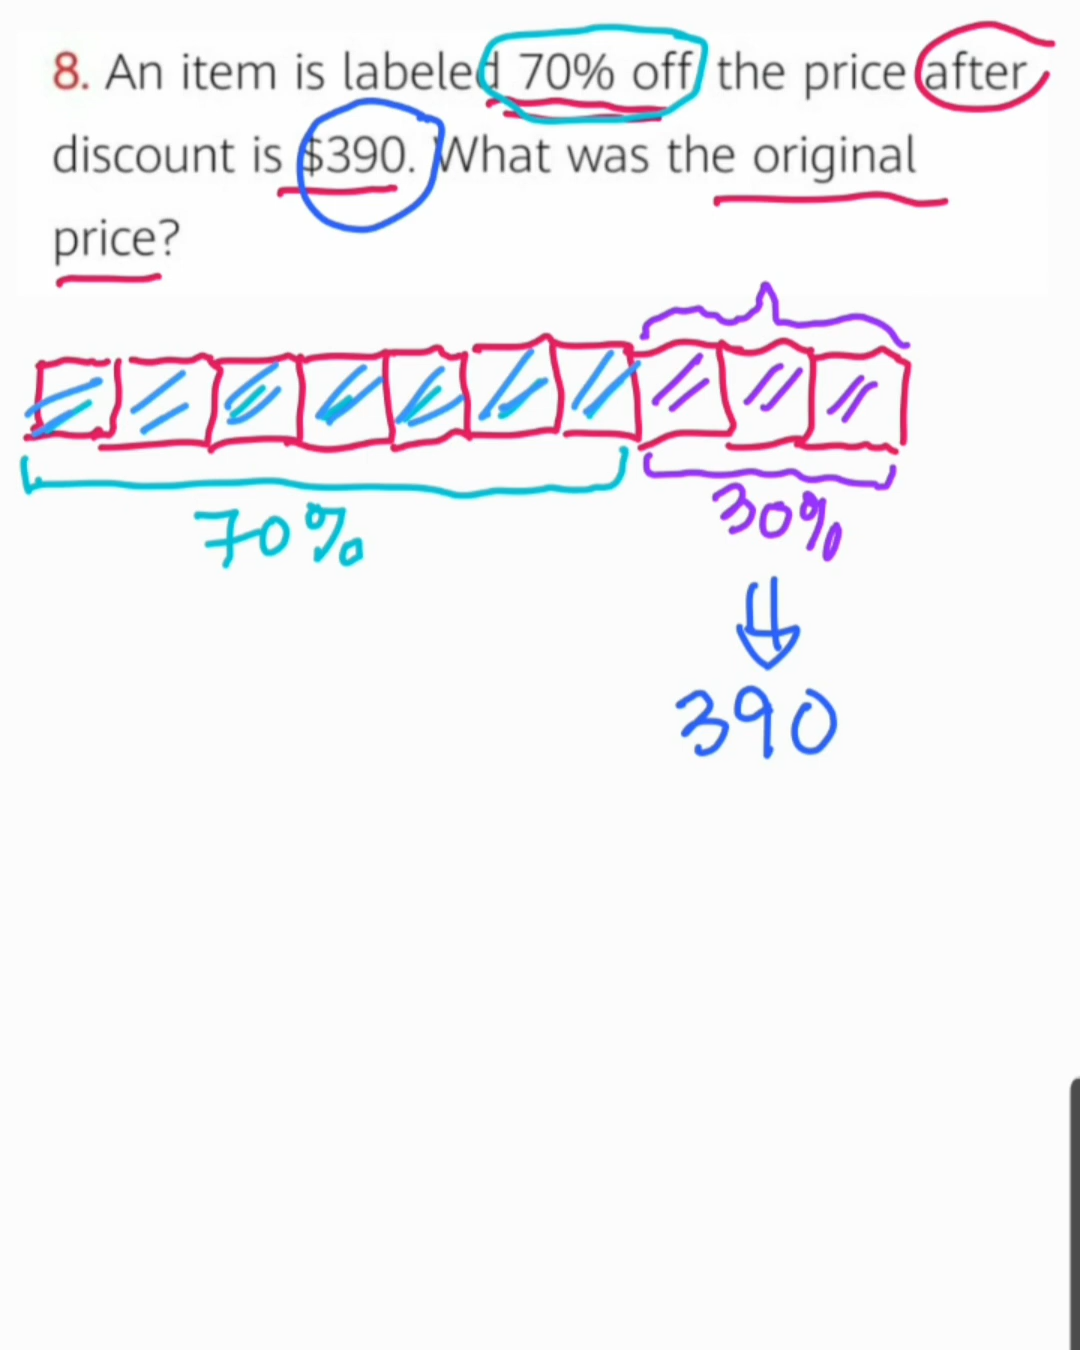 8. An item is labeled 70% off the price after
discount is $390. What was the original
price?
70%
30%
390